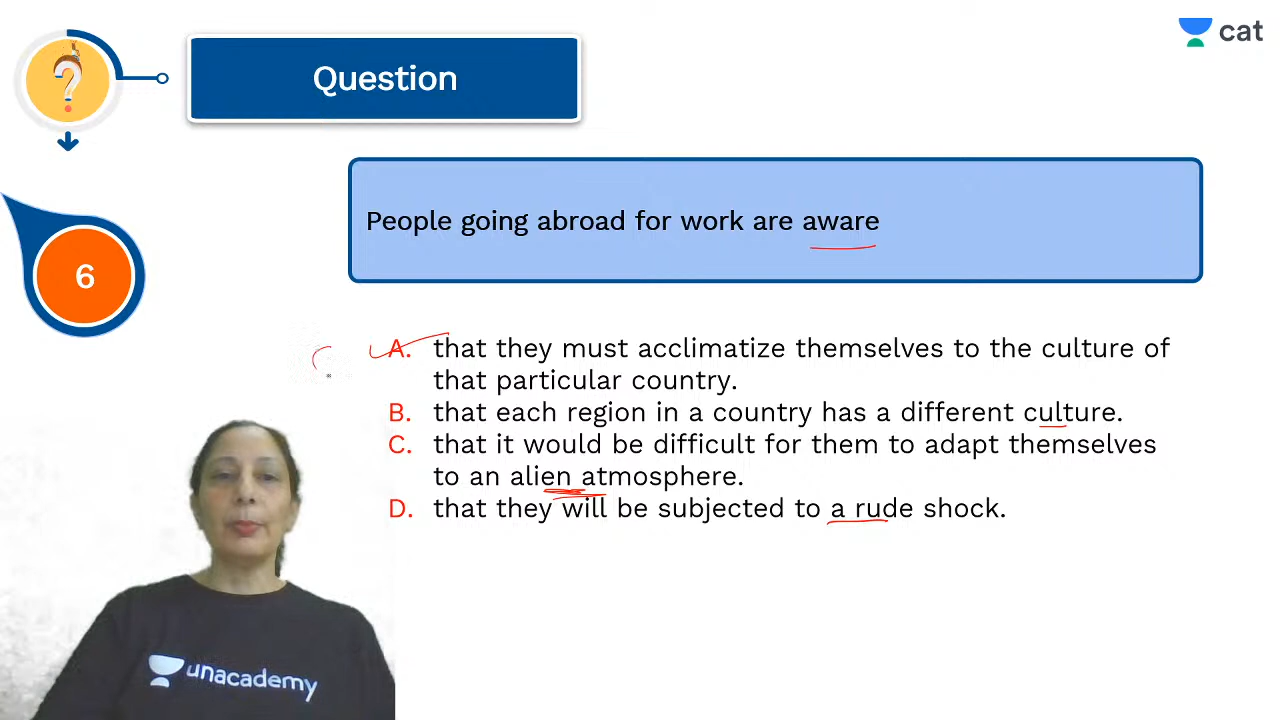 cat
Question
People going abroad for work are aware
6
A. that they must acclimatize themselves to the culture of
that particular country.
B. that each region in a country has a different culture.
C. that it would be difficult for them to adapt themselves
to an alien atmosphere.
D. that they will be subjected to a rude shock.
unacademy